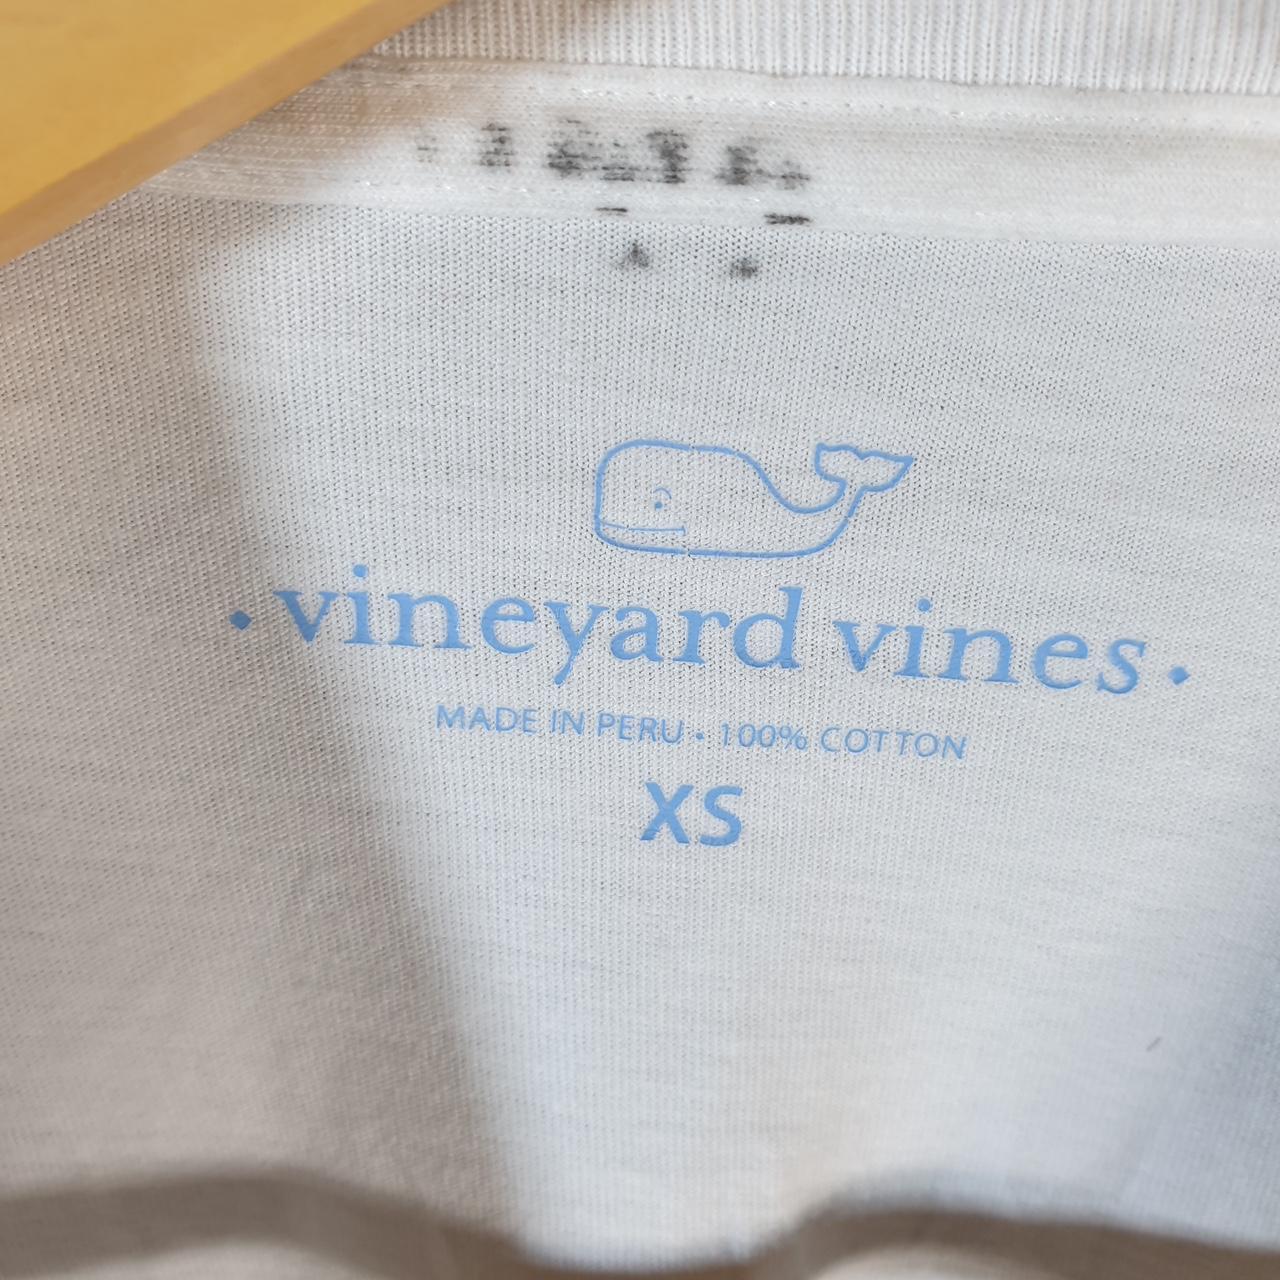 • vineyard vines •
MADE IN PERU • 100% COTTON
XS